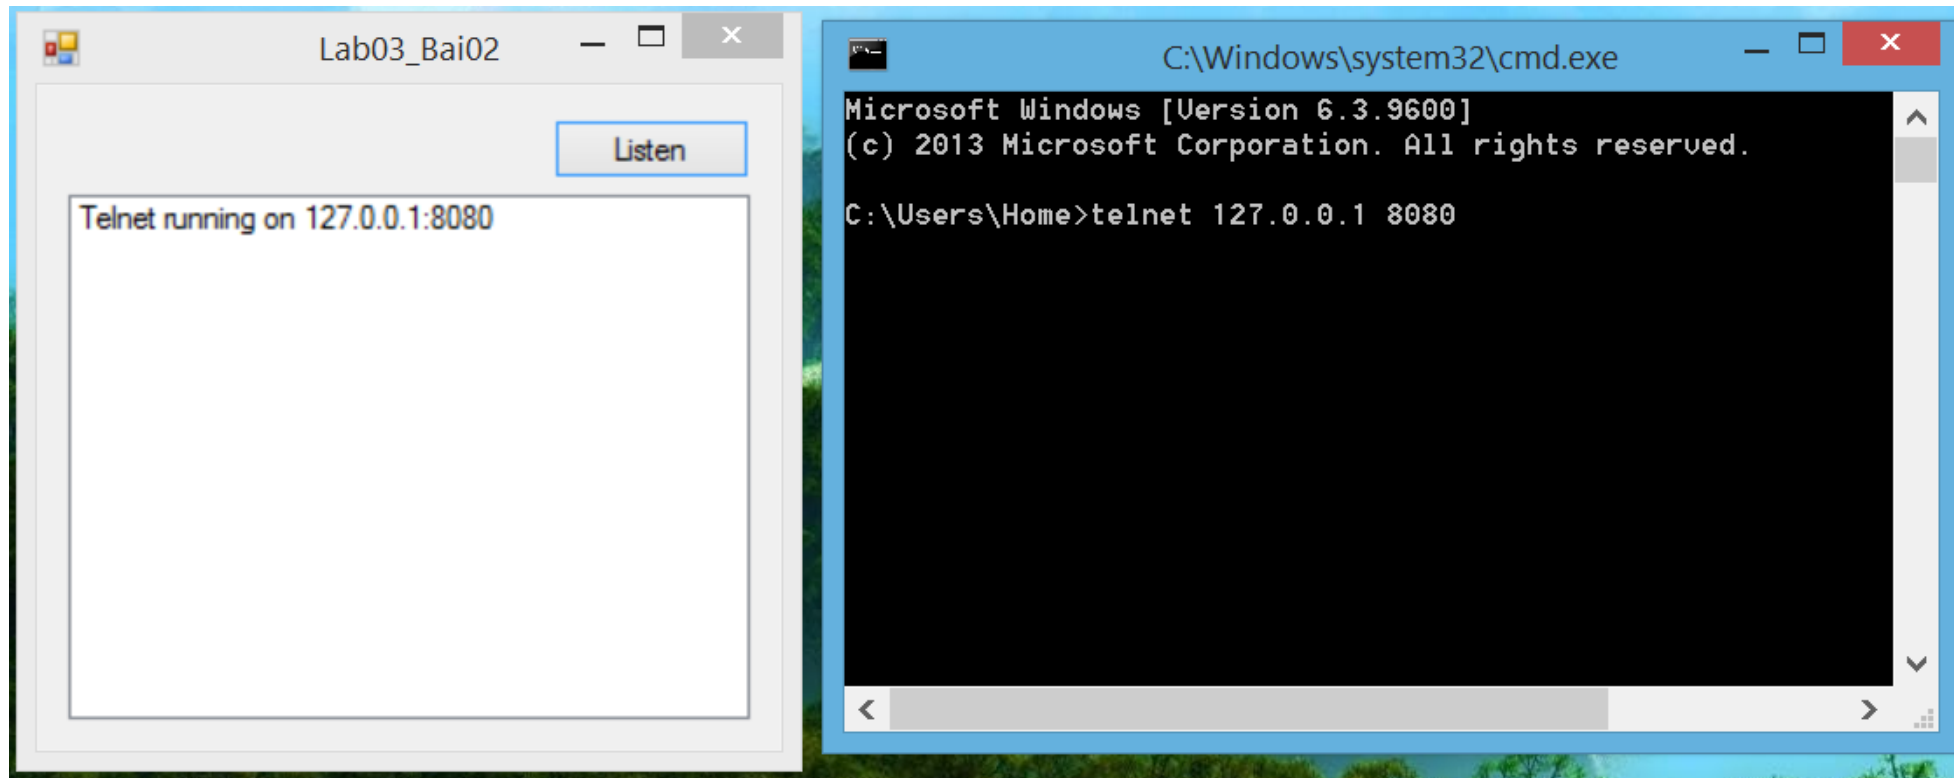 Lab03_Bai02
Listen
Telnet running on 127.0.0.1:8080
C:\Windows\system32\cmd.exe
Microsoft Windows [Version 6.3.9600]
(c) 2013 Microsoft Corporation. All rights reserved.
C:\Users\Home>telnet 127.0.0.1 8080